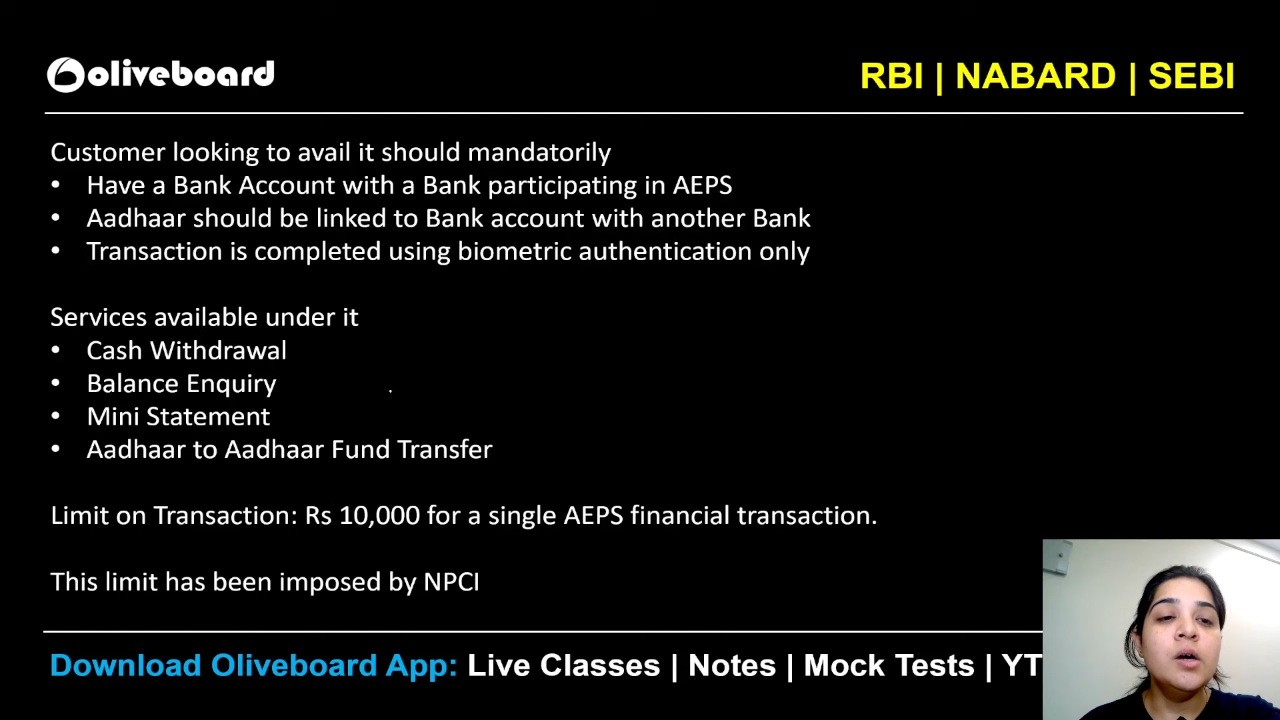 oliveboard
RBI | NABARD | SEBI
Customer looking to avail it should mandatorily
• Have a Bank Account with a Bank participating in AEPS
• Aadhaar should be linked to Bank account with another Bank
• Transaction is completed using biometric authentication only
Services available under it
• Cash Withdrawal
• Balance Enquiry
• Mini Statement
• Aadhaar to Aadhaar Fund Transfer
Limit on Transaction: Rs 10,000 for a single AEPS financial transaction.
This limit has been imposed by NPCI
Download Oliveboard App: Live Classes | Notes | Mock Tests | YT